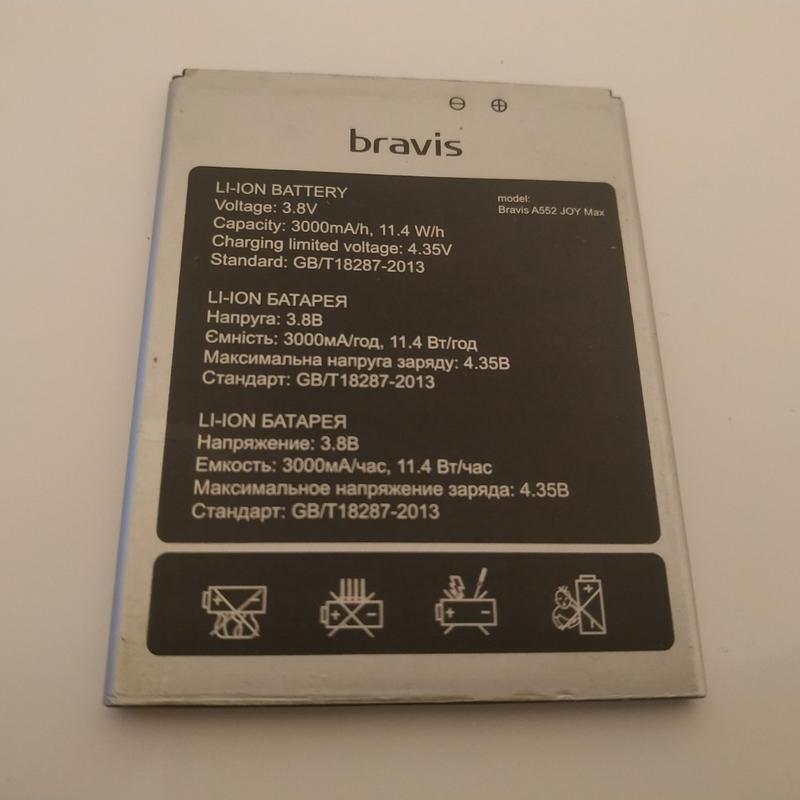 bravis
LI-ION BATTERY
Voltage: 3.8V
Capacity: 3000mA/h, 11.4 W/h
Charging limited voltage: 4.35V
Standard: GB/T18287-2013
model:
Bravis A552 JOY Max
LI-ION БАТАРЕЯ
Напруга: 3.8В
Ємність: 3000мА/год, 11.4 Вт/год
Максимальна напруга заряду: 4.35В
Стандарт: GB/T18287-2013
LI-ION БАТАРЕЯ
Напряжение: 3.8В
Емкость: 3000мА/час, 11.4 Вт/час
Максимальное напряжение заряда: 4.35В
Стандарт: GB/T18287-2013